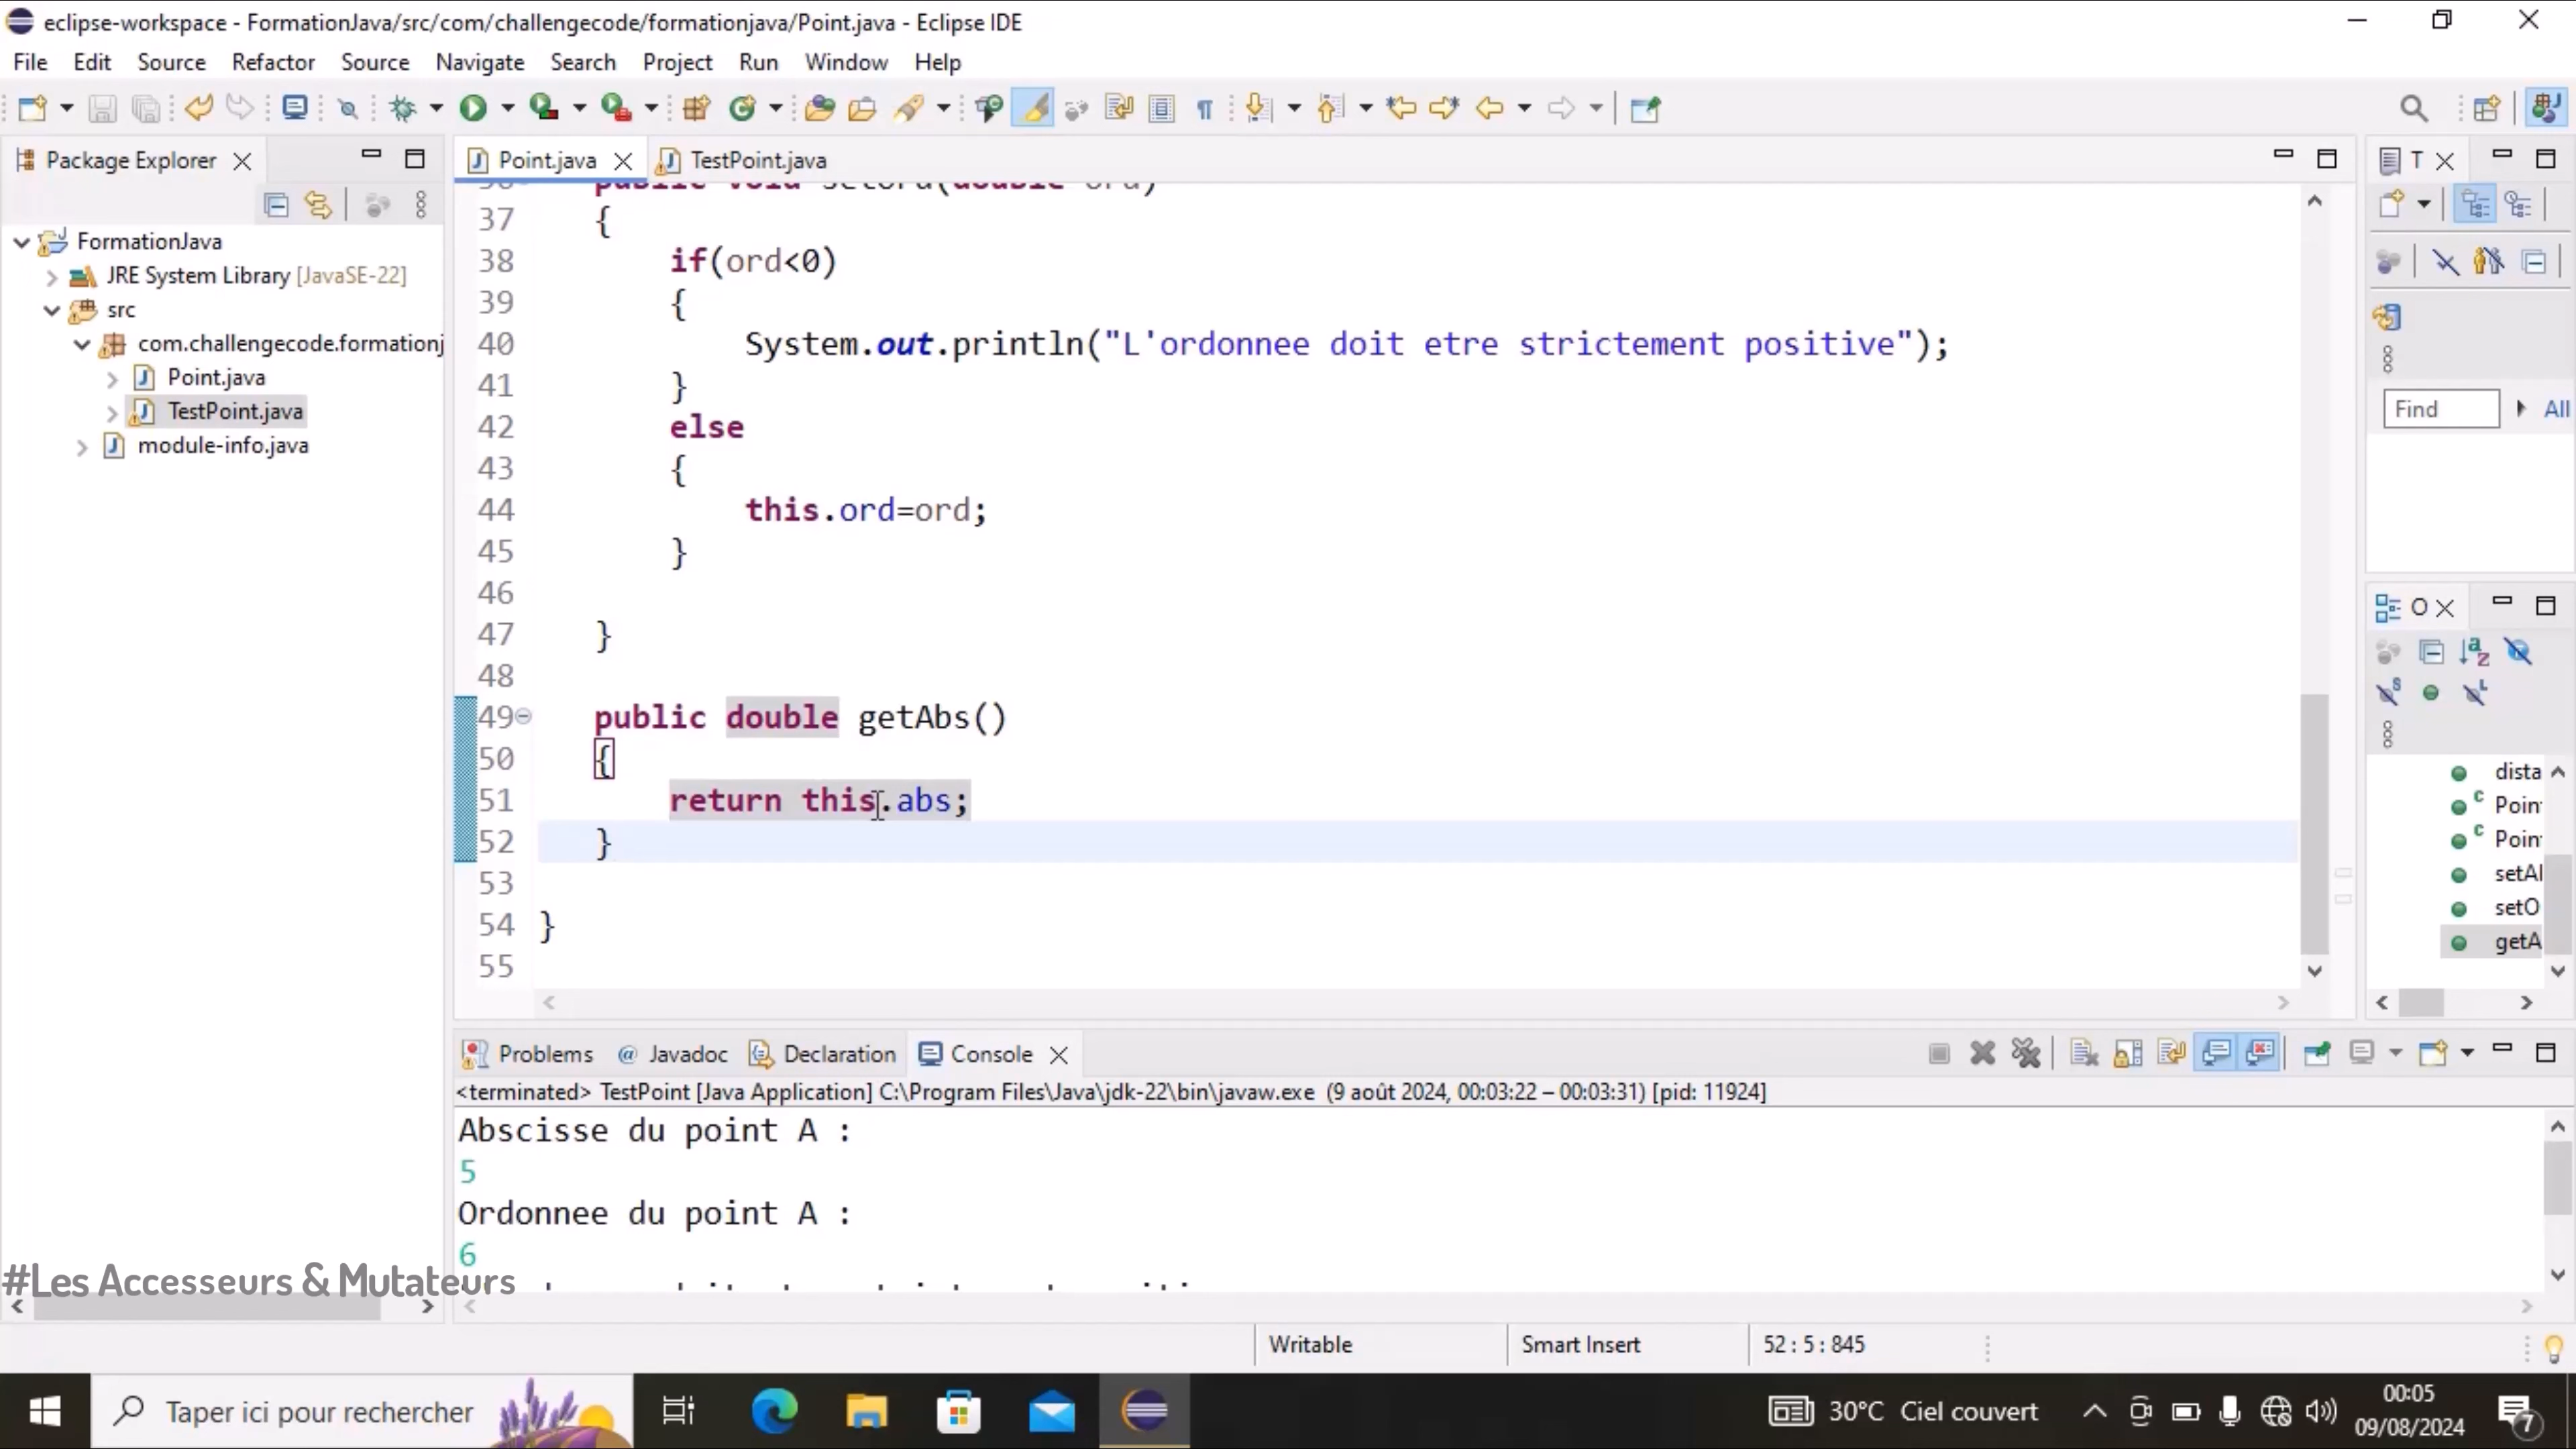 eclipse-workspace - FormationJava/src/com/challengecode/formationjava/Point.java - Eclipse IDE
File Edit Source Refactor Source Navigate Search Project Run Window Help
Package Explorer
Point.java TestPoint.java
T
FormationJava
JRE System Library [JavaSE-22]
src
com.challengecode.formationj
Point.java
TestPoint.java
module-info.java
public void setOrd(double ord)
37 {
38 if(ord<0)
39 {
40 System.out.println("L'ordonnee doit etre strictement positive");
41 }
42 else
43 {
44 this.ord=ord;
45 }
46
47 }
48
49 public double getAbs()
50 {
51 return this.abs;
52 }
53
54 }
55
Find All
O
dista
Poin
Poin
setAl
setO
getA
Problems Javadoc Declaration Console
<terminated> TestPoint [Java Application] C:\Program Files\Java\jdk-22\bin\javaw.exe (9 août 2024, 00:03:22 – 00:03:31) [pid: 11924]
Abscisse du point A :
5
Ordonnee du point A :
6
#Les Accesseurs & Mutateurs
Writable Smart Insert 52 : 5 : 845
Taper ici pour rechercher
30°C Ciel couvert
00:05
09/08/2024
7